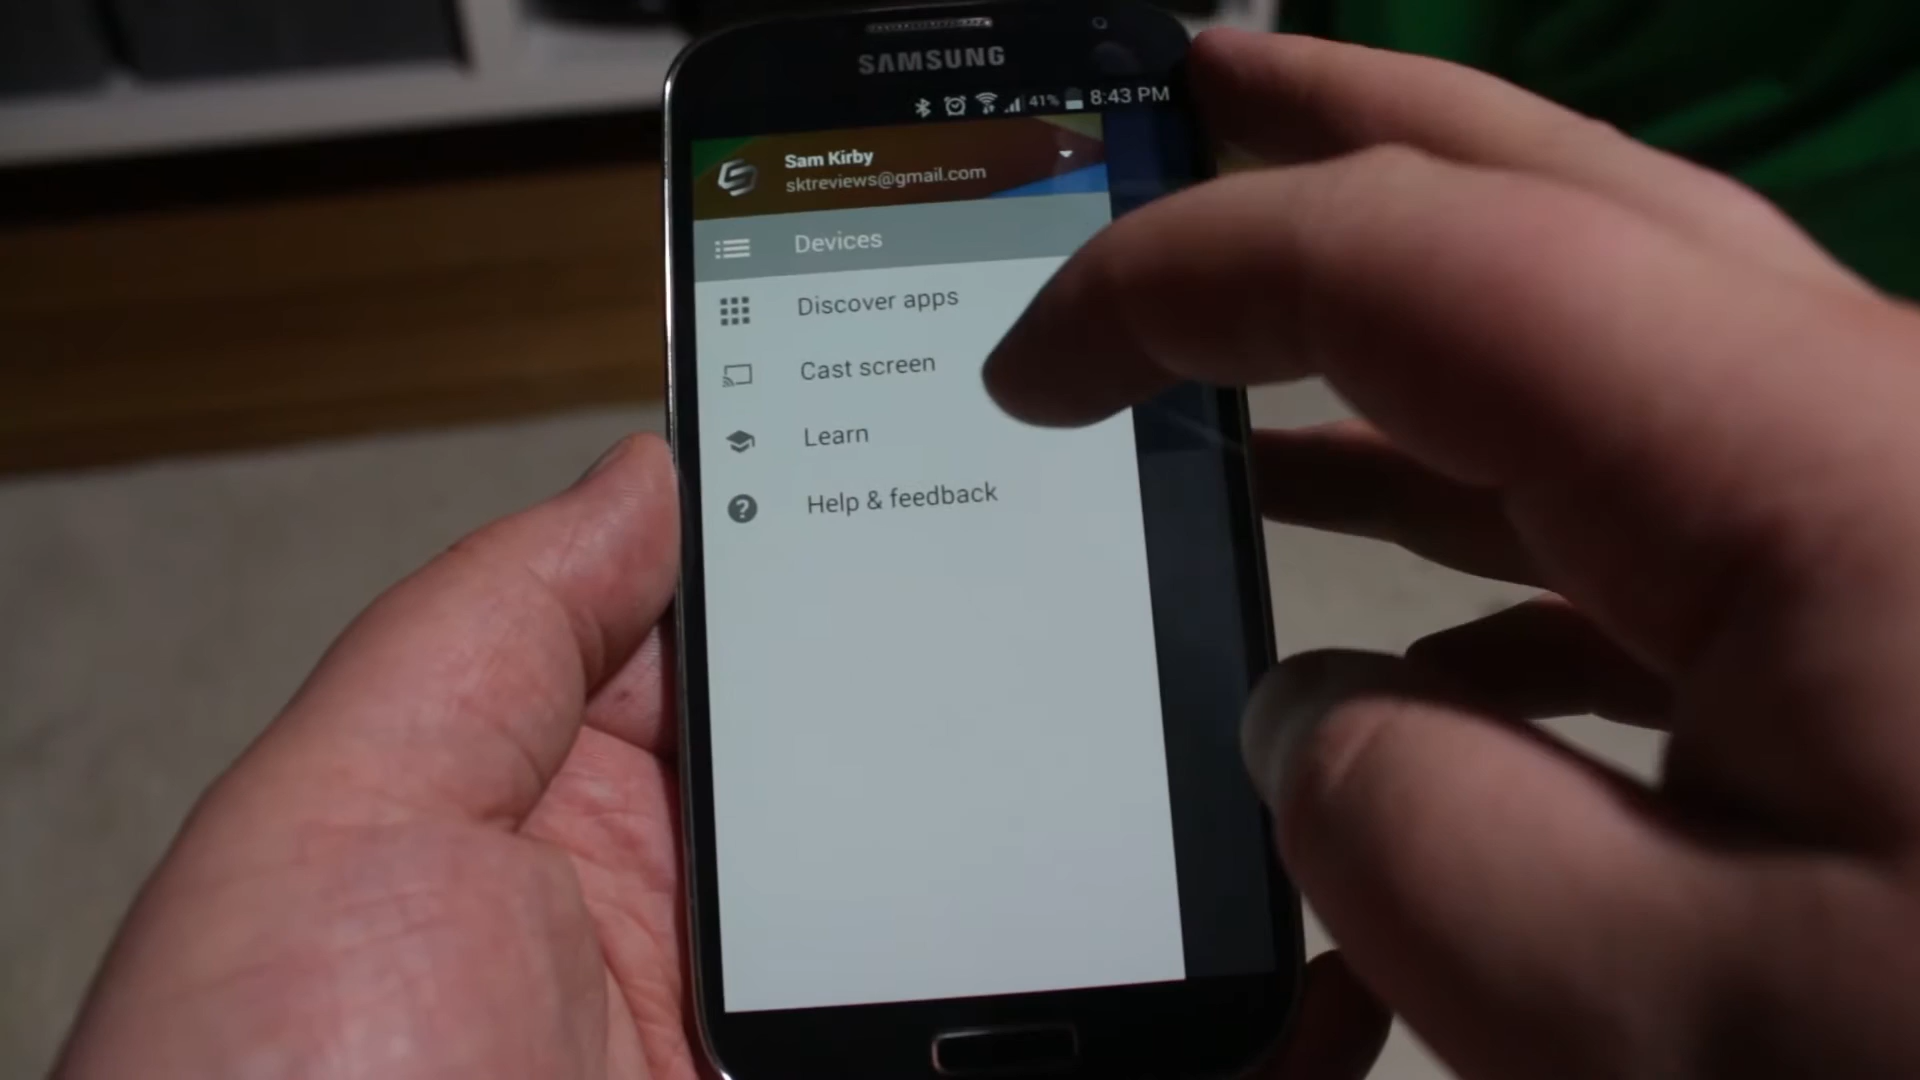 SAMSUNG
41% 8:43 PM
Sam Kirby
sktreviews@gmail.com
Devices
Discover apps
Cast screen
Learn
Help & feedback